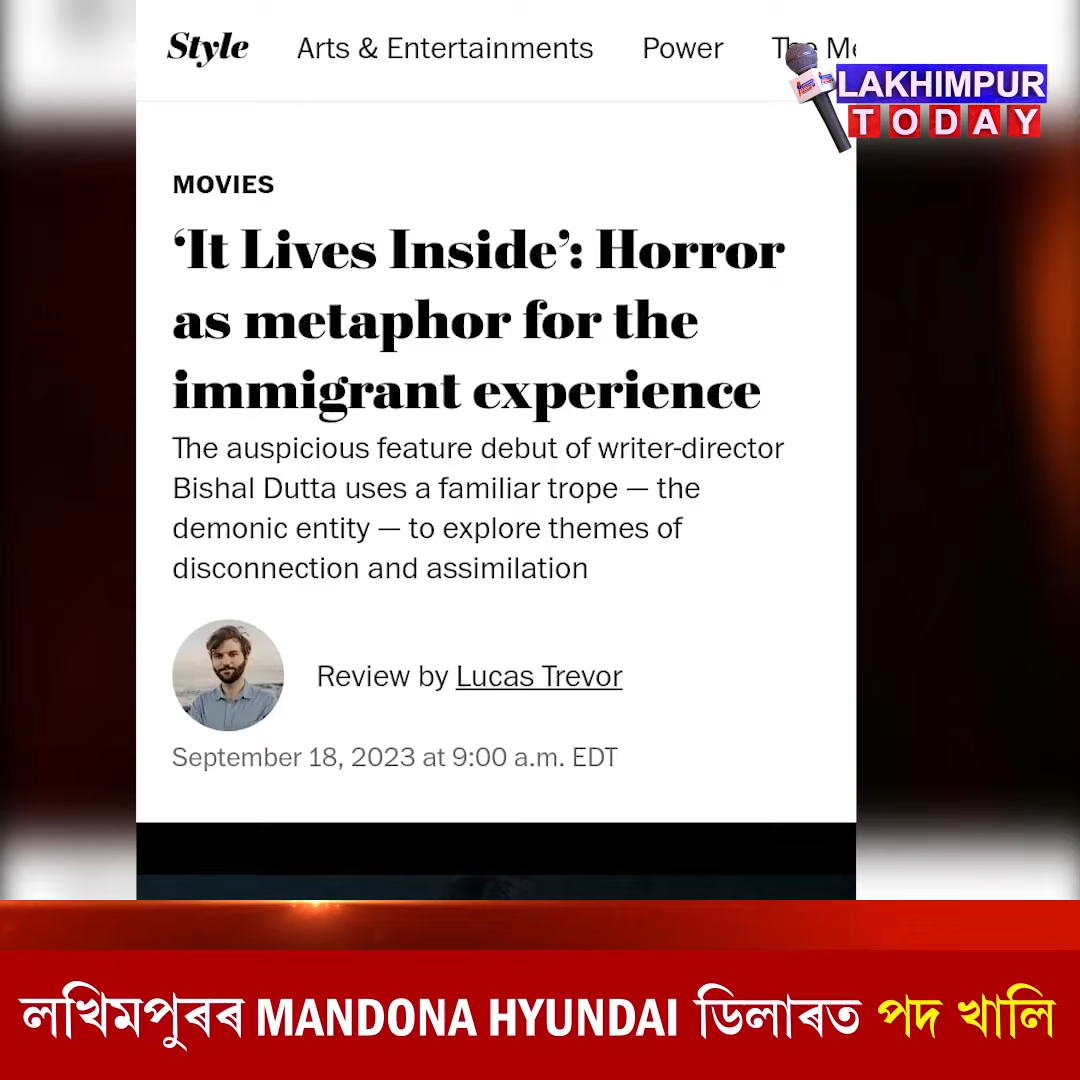 Style Arts & Entertainments Power The Me
LAKHIMPUR
TODAY
MOVIES
‘It Lives Inside’: Horror
as metaphor for the
immigrant experience
The auspicious feature debut of writer-director
Bishal Dutta uses a familiar trope — the
demonic entity — to explore themes of
disconnection and assimilation
Review by Lucas Trevor
September 18, 2023 at 9:00 a.m. EDT
লখিমপুৰৰ MANDONA HYUNDAI ডিলাৰত পদ খালি